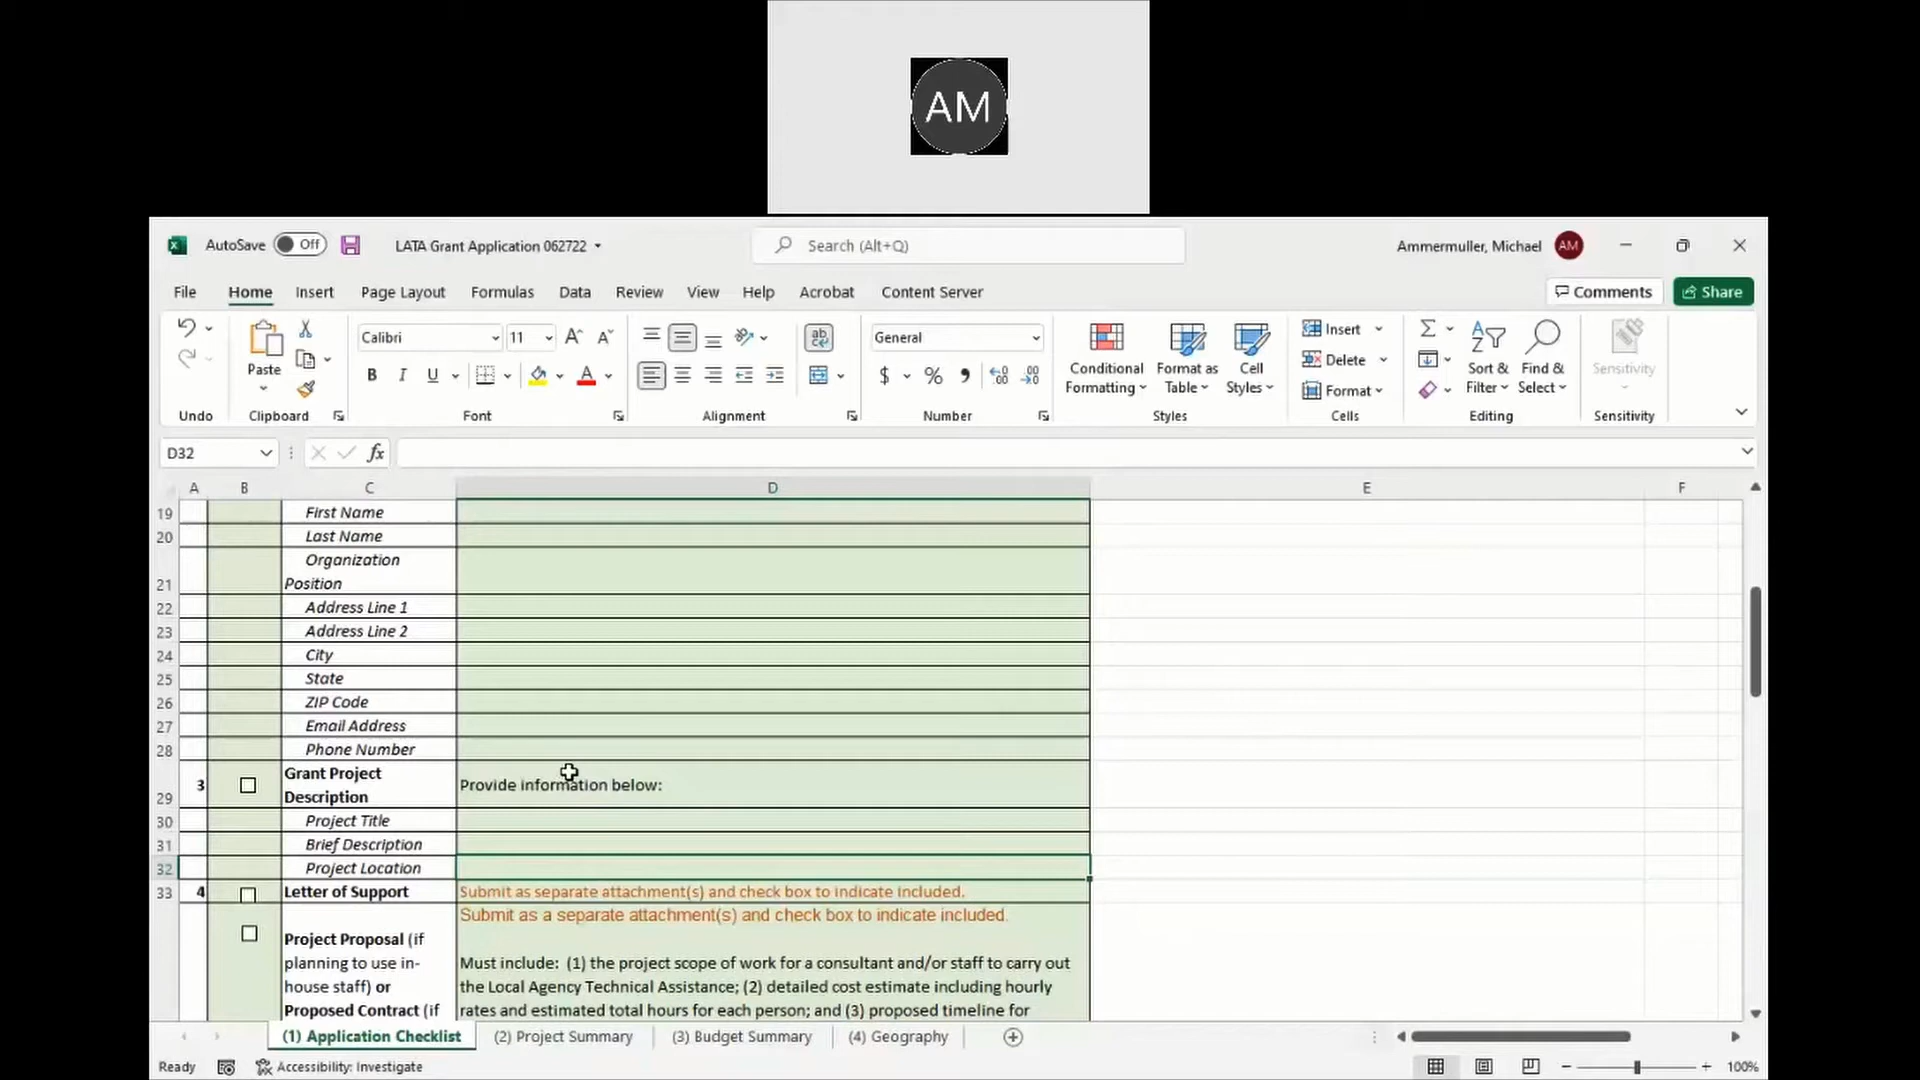 AM
AutoSave Off LATA Grant Application 062722 Search (Alt+Q) Ammermuller, Michael AM
File Home Insert Page Layout Formulas Data Review View Help Acrobat Content Server Comments Share
Calibri 11 General
Paste
B I U $ %
Conditional Formatting
Format as Table
Cell Styles
Insert
Delete
Format
Sort & Filter
Find & Select
Sensitivity
Undo Clipboard Font Alignment Number Styles Cells Editing Sensitivity
D32 fx
A B C D E F
19 First Name
20 Last Name
Organization
21 Position
22 Address Line 1
23 Address Line 2
24 City
25 State
26 ZIP Code
27 Email Address
28 Phone Number
3 Grant Project
Provide information below:
29 Description
30 Project Title
31 Brief Description
32 Project Location
33 4 Letter of Support Submit as separate attachment(s) and check box to indicate included.
Submit as a separate attachment(s) and check box to indicate included.
Project Proposal (if
planning to use in-
house staff) or
Proposed Contract (if
Must include: (1) the project scope of work for a consultant and/or staff to carry out
the Local Agency Technical Assistance; (2) detailed cost estimate including hourly
rates and estimated total hours for each person; and (3) proposed timeline for
(1) Application Checklist (2) Project Summary (3) Budget Summary (4) Geography
Ready Accessibility: Investigate 100%